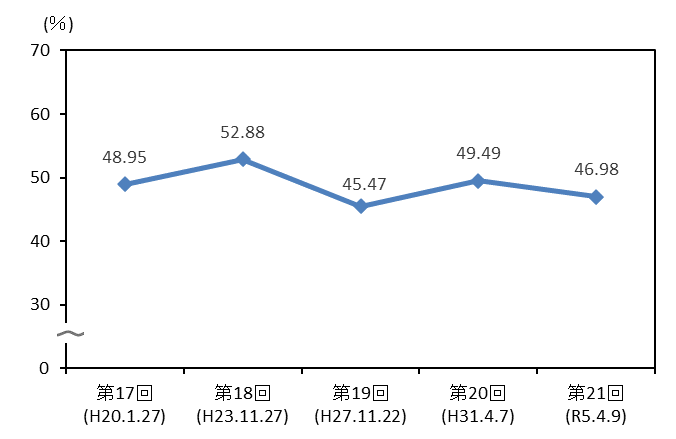 (%)
70
60
50
40
30
0
48.95
52.88
45.47
49.49
46.98
第17回
(H20.1.27)
第18回
(H23.11.27)
第19回
(H27.11.22)
第20回
(H31.4.7)
第21回
(R5.4.9)